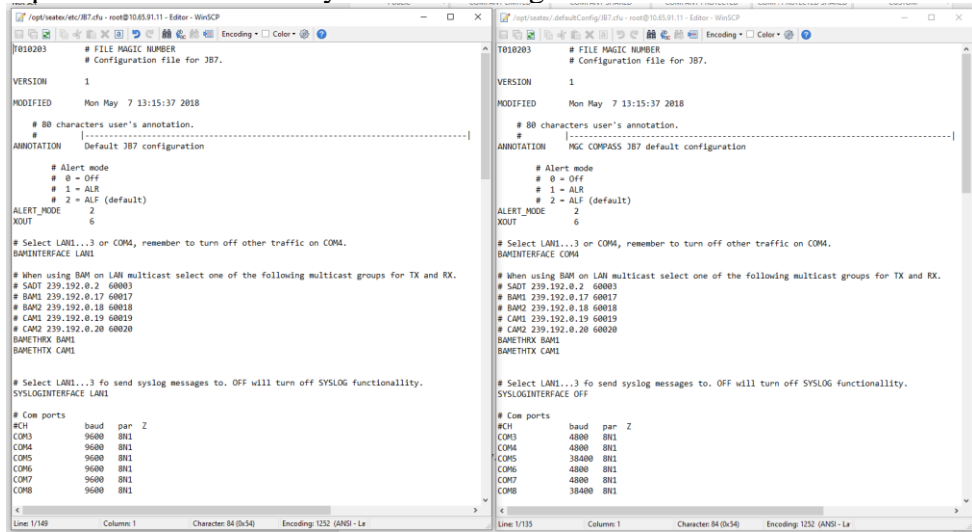 /opt/seatex/etc/JB7.cfu - root@10.65.91.11 - Editor - WinSCP
Encoding Color
T010203 # FILE MAGIC NUMBER
# Configuration file for JB7.
VERSION 1
MODIFIED Mon May 7 13:15:37 2018
# 80 characters user's annotation.
# |----------------------------------------------------------------------------|
ANNOTATION Default JB7 configuration
# Alert mode
# 0 = Off
# 1 = ALR
# 2 = ALF (default)
ALERT_MODE 2
XOUT 6
# Select LAN1...3 or COM4, remember to turn off other traffic on COM4.
BAMINTERFACE LAN1
# When using BAM on LAN multicast select one of the following multicast groups for TX and RX.
# SADT 239.192.0.2 60003
# BAM1 239.192.0.17 60017
# BAM2 239.192.0.18 60018
# CAM1 239.192.0.19 60019
# CAM2 239.192.0.20 60020
BAMETHRX BAM1
BAMETHTX CAM1
# Select LAN1...3 fo send syslog messages to. OFF will turn off SYSLOG functionallity.
SYSLOGINTERFACE LAN1
# Com ports
#CH baud par Z
COM3 9600 8N1
COM4 9600 8N1
COM5 9600 8N1
COM6 9600 8N1
COM7 9600 8N1
COM8 9600 8N1
Line: 1/149 Column: 1 Character: 84 (0x54) Encoding: 1252 (ANSI - La
/opt/seatex/defaultConfig/JB7.cfu - root@10.65.91.11 - Editor - WinSCP
Encoding Color
T010203 # FILE MAGIC NUMBER
# Configuration file for JB7.
VERSION 1
MODIFIED Mon May 7 13:15:37 2018
# 80 characters user's annotation.
# |----------------------------------------------------------------------------|
ANNOTATION MGC COMPASS JB7 default configuration
# Alert mode
# 0 = Off
# 1 = ALR
# 2 = ALF (default)
ALERT_MODE 2
XOUT 6
# Select LAN1...3 or COM4, remember to turn off other traffic on COM4.
BAMINTERFACE COM4
# When using BAM on LAN multicast select one of the following multicast groups for TX and RX.
# SADT 239.192.0.2 60003
# BAM1 239.192.0.17 60017
# BAM2 239.192.0.18 60018
# CAM1 239.192.0.19 60019
# CAM2 239.192.0.20 60020
BAMETHRX BAM1
BAMETHTX CAM1
# Select LAN1...3 fo send syslog messages to. OFF will turn off SYSLOG functionallity.
SYSLOGINTERFACE OFF
# Com ports
#CH baud par Z
COM3 4800 8N1
COM4 4800 8N1
COM5 38400 8N1
COM6 4800 8N1
COM7 4800 8N1
COM8 38400 8N1
Line: 1/135 Column: 1 Character: 84 (0x54) Encoding: 1252 (ANSI - La